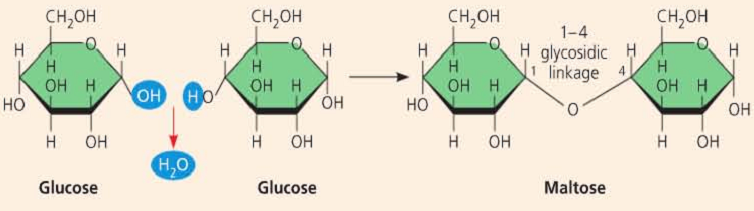 CH₂OH
H O H
H
OH H
HO OH
H OH
Glucose
H₂O
CH₂OH
H O H
H
OH H
HO OH
H OH
Glucose
CH₂OH
H O H
H 1
OH H
HO
H OH
1–4
glycosidic
linkage
O
CH₂OH
H O H
4 H
OH H
OH
H OH
Maltose